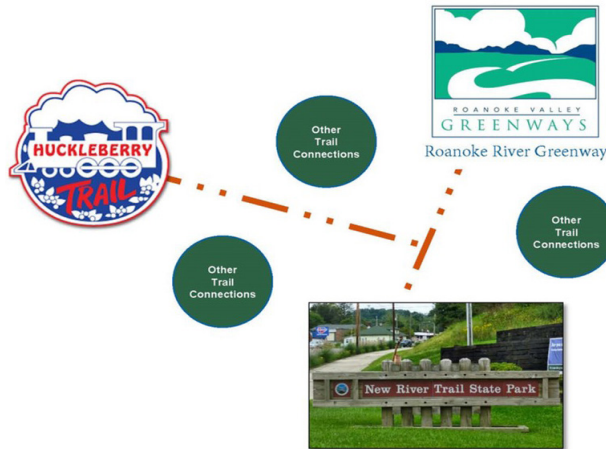 HUCKLEBERRY
TRAIL
Other
Trail
Connections
ROANOKE VALLEY
GREENWAYS
Roanoke River Greenway
Other
Trail
Connections
Other
Trail
Connections
New River Trail State Park